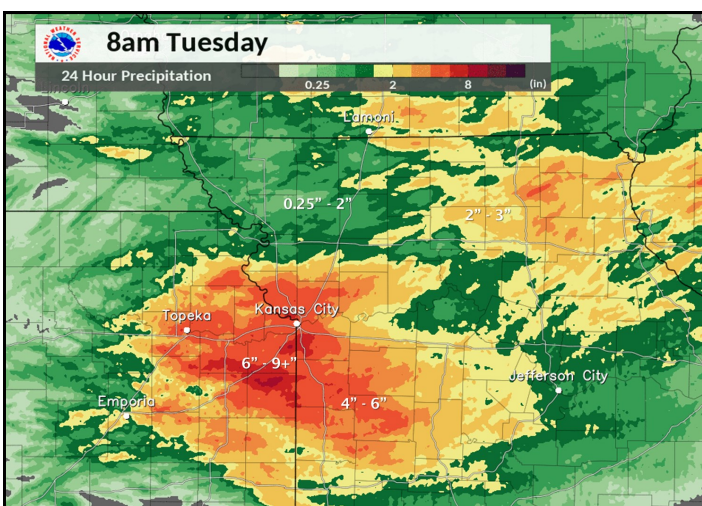 8am Tuesday
24 Hour Precipitation
0.25 2 8 (in)
Lincoln
Lamoni
0.25" - 2"
2" - 3"
Kansas City
Topeka
6" - 9+"
Jefferson City
Emporia
4" - 6"